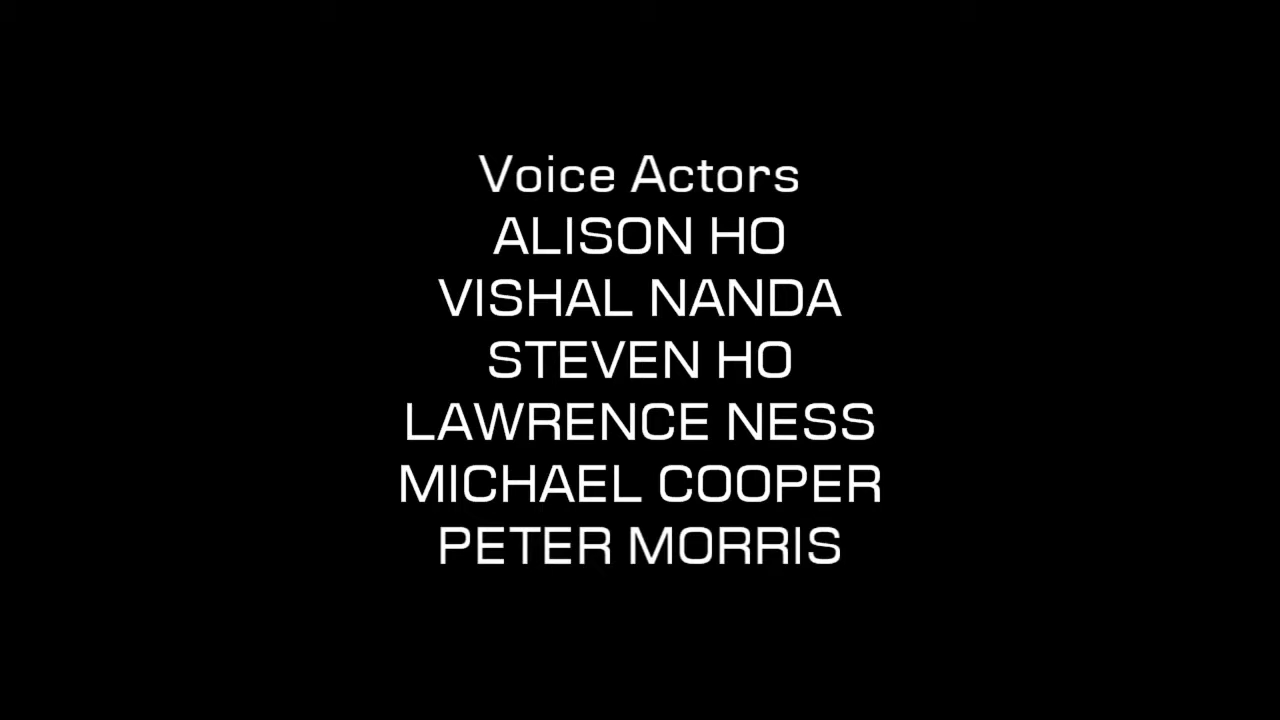 Voice Actors
ALISON HO
VISHAL NANDA
STEVEN HO
LAWRENCE NESS
MICHAEL COOPER
PETER MORRIS